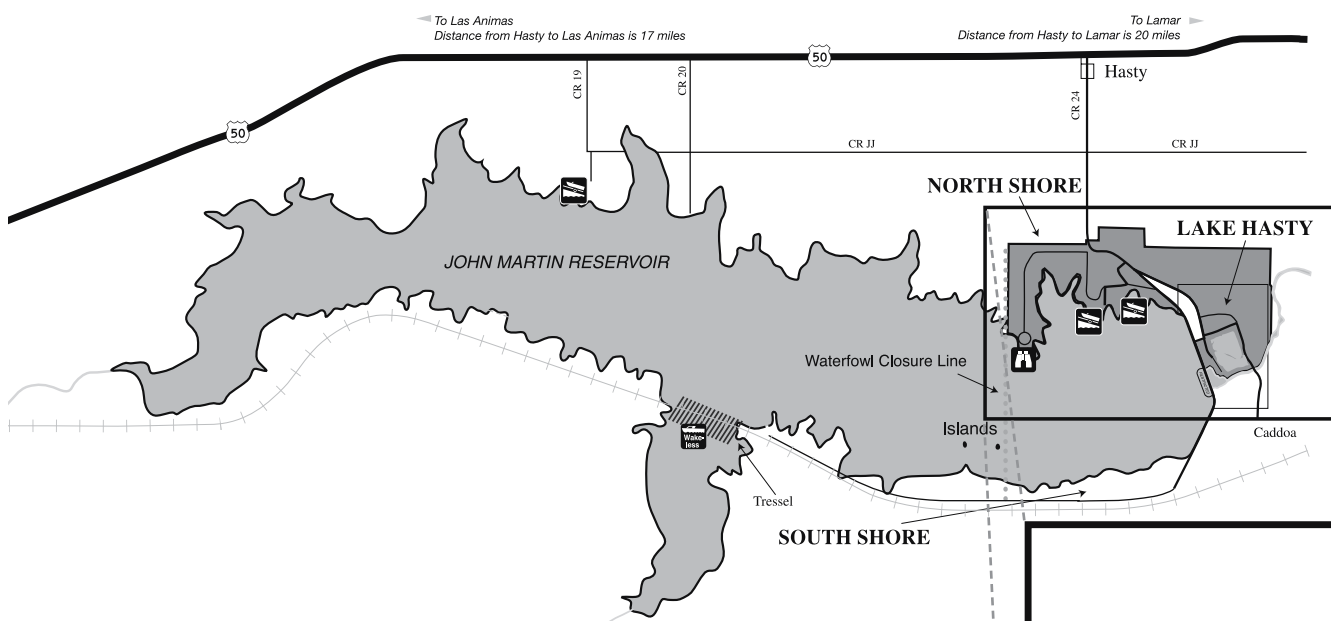 To Las Animas
Distance from Hasty to Las Animas is 17 miles
To Lamar
Distance from Hasty to Lamar is 20 miles
50
Hasty
CR 19
CR 20
CR 24
50
CR JJ
CR JJ
NORTH SHORE
LAKE HASTY
JOHN MARTIN RESERVOIR
Waterfowl Closure Line
Islands
Caddoa
Wake-
less
Tressel
SOUTH SHORE